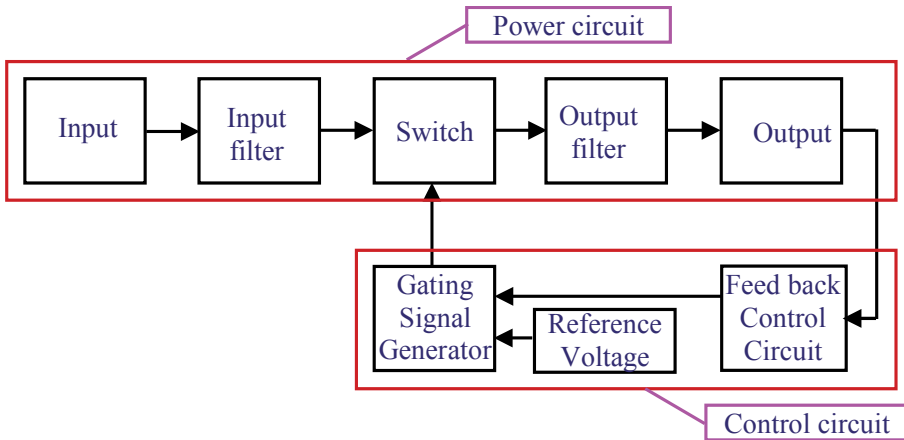 Power circuit
Input
Input
filter
Switch
Output
filter
Output
Gating
Signal
Generator
Reference
Voltage
Feed back
Control
Circuit
Control circuit